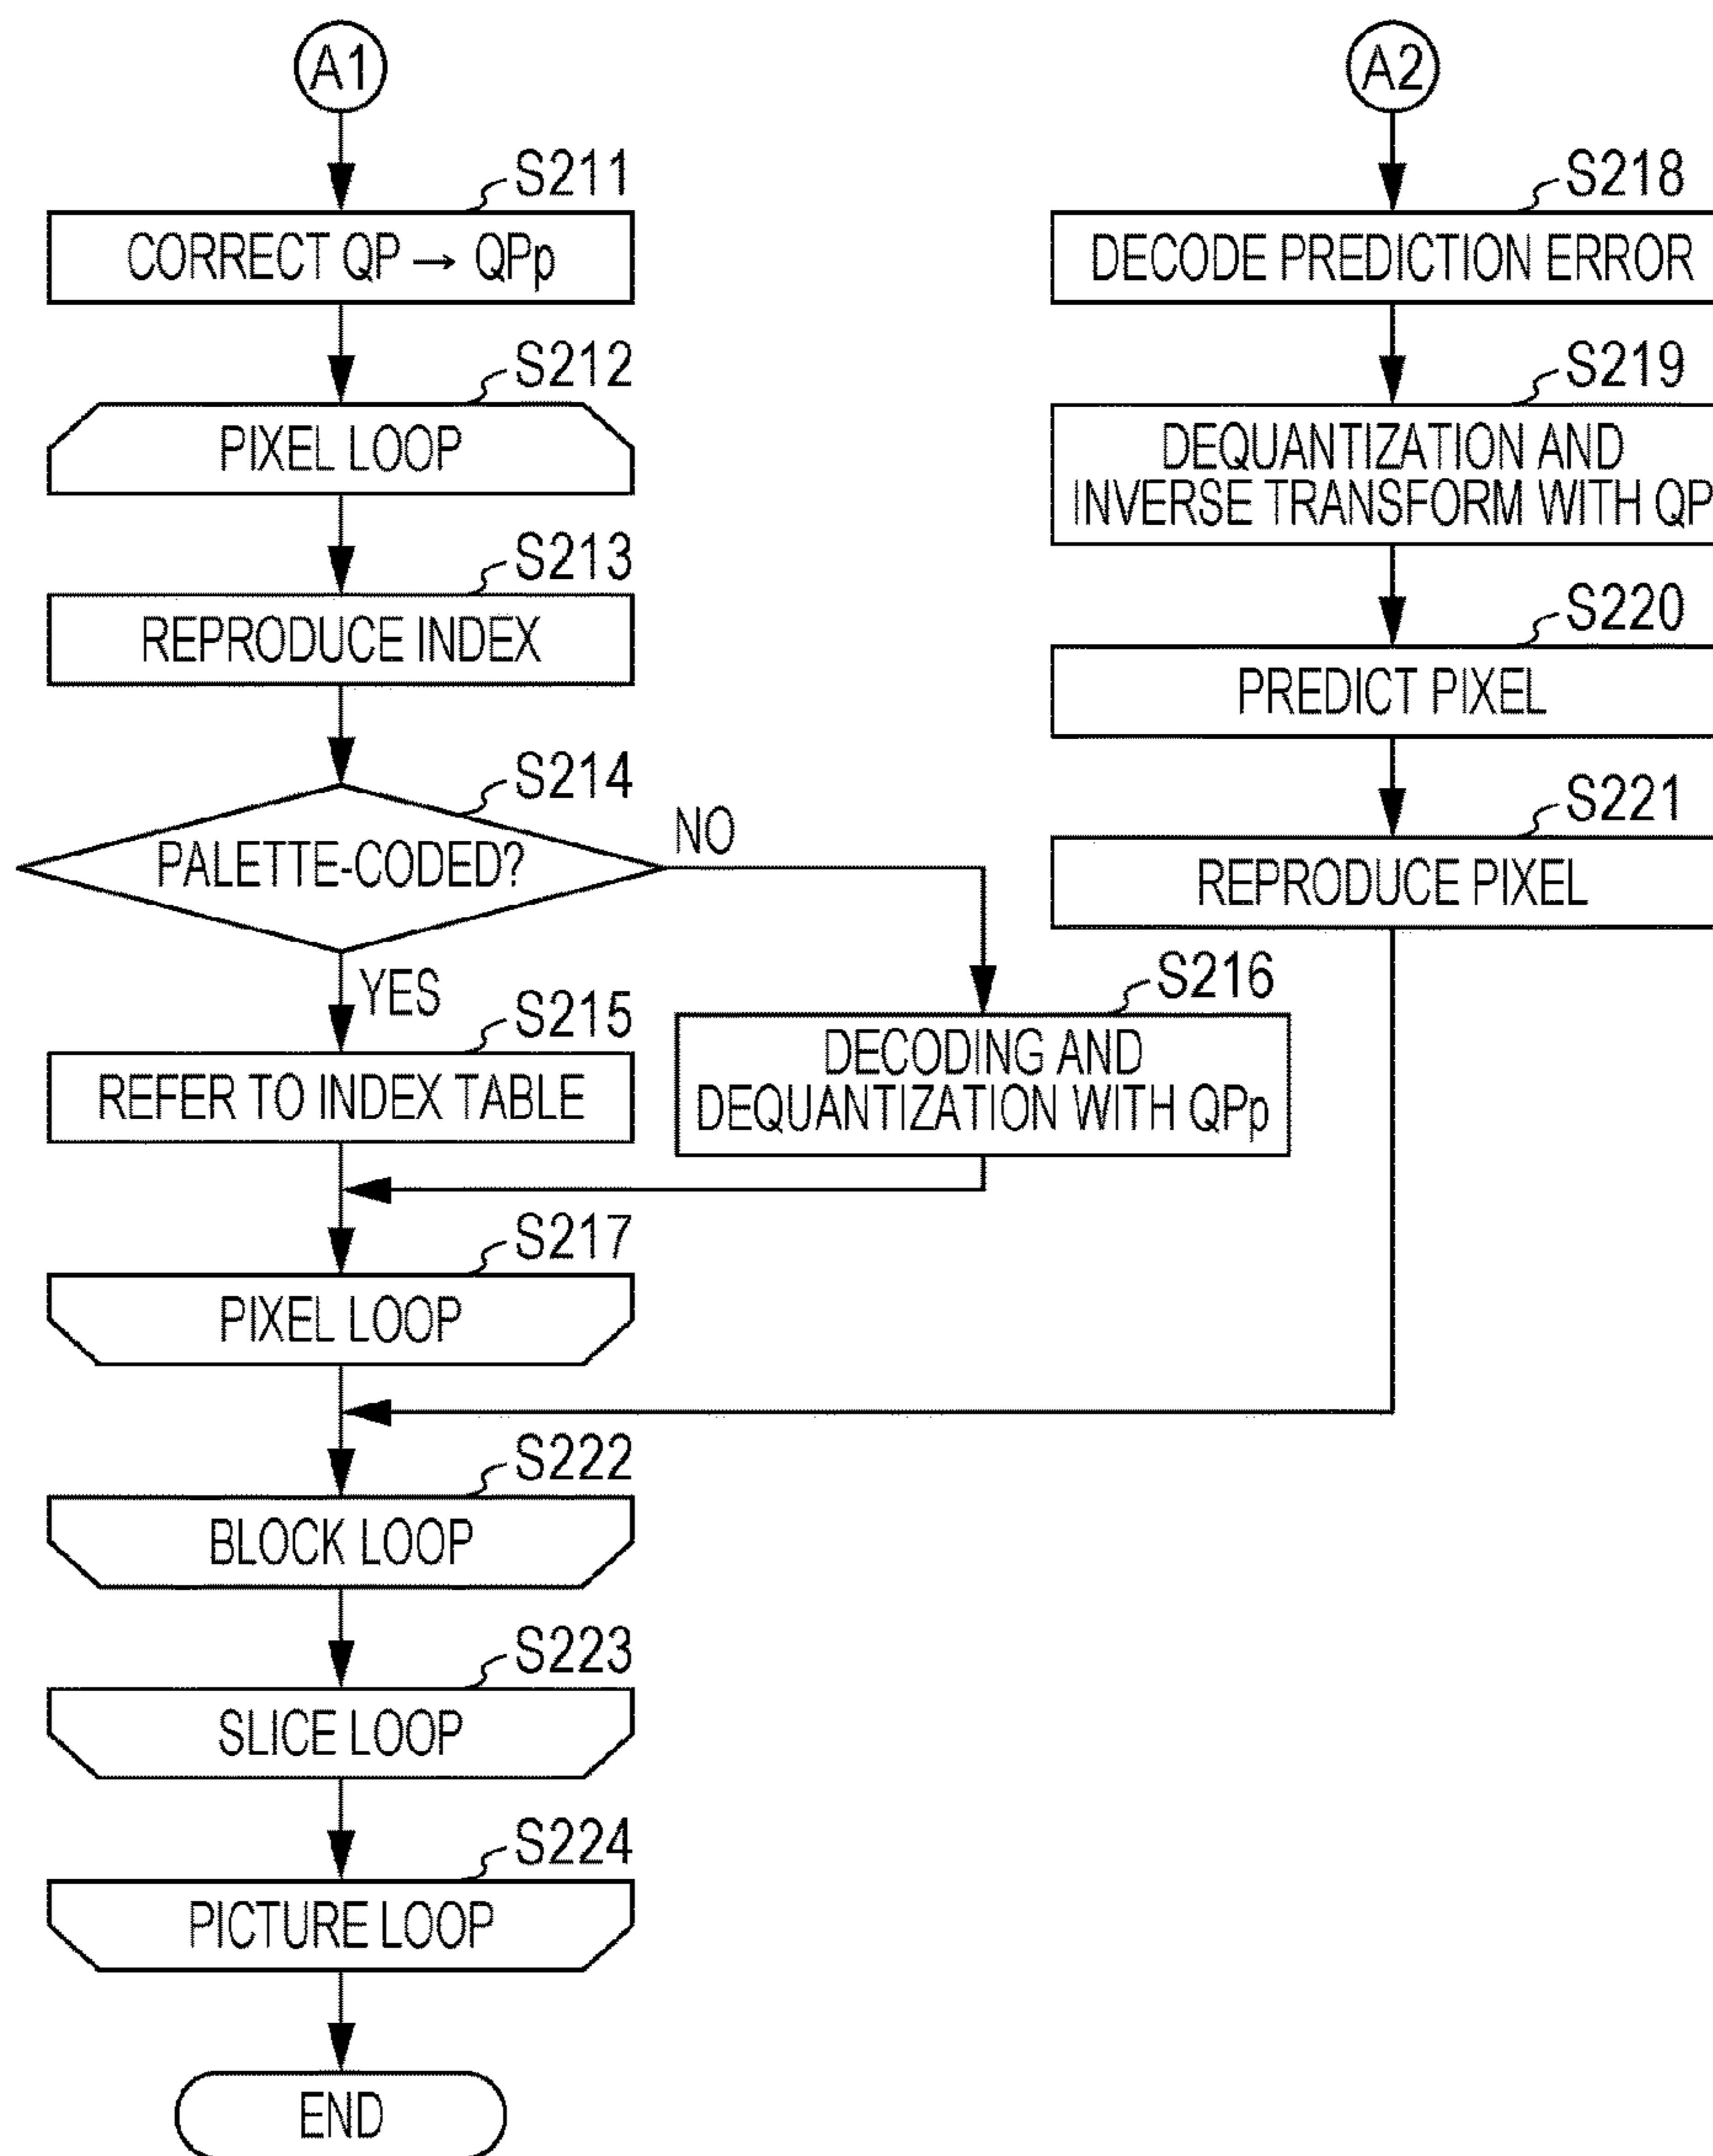 A1
S211
CORRECT QP → QPp
S212
PIXEL LOOP
S213
REPRODUCE INDEX
S214
PALETTE-CODED?
NO
YES
S215
REFER TO INDEX TABLE
S216
DECODING AND
DEQUANTIZATION WITH QPp
S217
PIXEL LOOP
A2
S218
DECODE PREDICTION ERROR
S219
DEQUANTIZATION AND
INVERSE TRANSFORM WITH QP
S220
PREDICT PIXEL
S221
REPRODUCE PIXEL
S222
BLOCK LOOP
S223
SLICE LOOP
S224
PICTURE LOOP
END